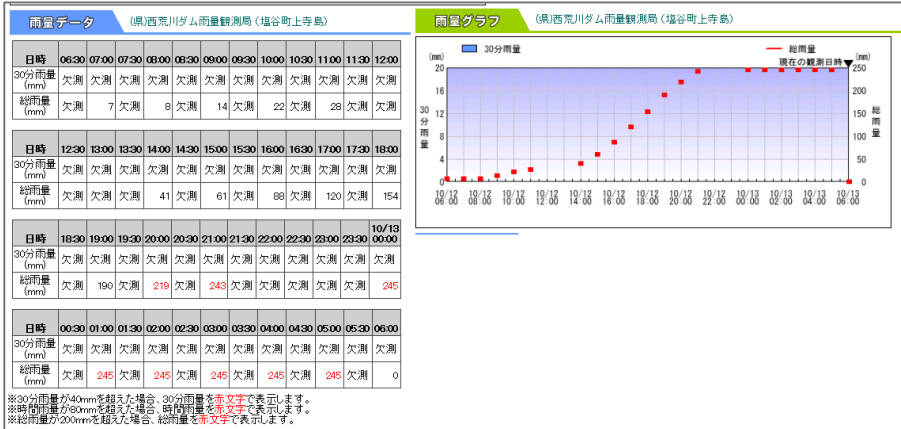 雨量データ (県)西荒川ダム雨量観測局(塩谷町上寺島)
日時 06:30 07:00 07:30 08:00 08:30 09:00 09:30 10:00 10:30 11:00 11:30 12:00
30分雨量(mm) 欠測 欠測 欠測 欠測 欠測 欠測 欠測 欠測 欠測 欠測 欠測 欠測
総雨量(mm) 欠測 7 欠測 8 欠測 14 欠測 22 欠測 28 欠測 欠測
日時 12:30 13:00 13:30 14:00 14:30 15:00 15:30 16:00 16:30 17:00 17:30 18:00
30分雨量(mm) 欠測 欠測 欠測 欠測 欠測 欠測 欠測 欠測 欠測 欠測 欠測 欠測
総雨量(mm) 欠測 欠測 欠測 41 欠測 61 欠測 88 欠測 120 欠測 154
日時 18:30 19:00 19:30 20:00 20:30 21:00 21:30 22:00 22:30 23:00 23:30 10/13 00:00
30分雨量(mm) 欠測 欠測 欠測 欠測 欠測 欠測 欠測 欠測 欠測 欠測 欠測 欠測
総雨量(mm) 欠測 190 欠測 219 欠測 243 欠測 欠測 欠測 欠測 欠測 245
日時 00:30 01:00 01:30 02:00 02:30 03:00 03:30 04:00 04:30 05:00 05:30 06:00
30分雨量(mm) 欠測 欠測 欠測 欠測 欠測 欠測 欠測 欠測 欠測 欠測 欠測 欠測
総雨量(mm) 欠測 245 欠測 245 欠測 245 欠測 245 欠測 245 欠測 0
※30分雨量が40mmを超えた場合、30分雨量を赤文字で表示します。
※時間雨量が80mmを超えた場合、時間雨量を赤文字で表示します。
※総雨量が200mmを超えた場合、総雨量を赤文字で表示します。
雨量グラフ (県)西荒川ダム雨量観測局(塩谷町上寺島)
(mm) 30分雨量 総雨量 (mm)
現在の観測日時
20 250
16 200
12 150
8 100
4 50
0 0
30分雨量
総雨量
10/12 10/12 10/12 10/12 10/12 10/12 10/12 10/12 10/12 10/13 10/13 10/13 10/13
06:00 08:00 10:00 12:00 14:00 16:00 18:00 20:00 22:00 00:00 02:00 04:00 06:00